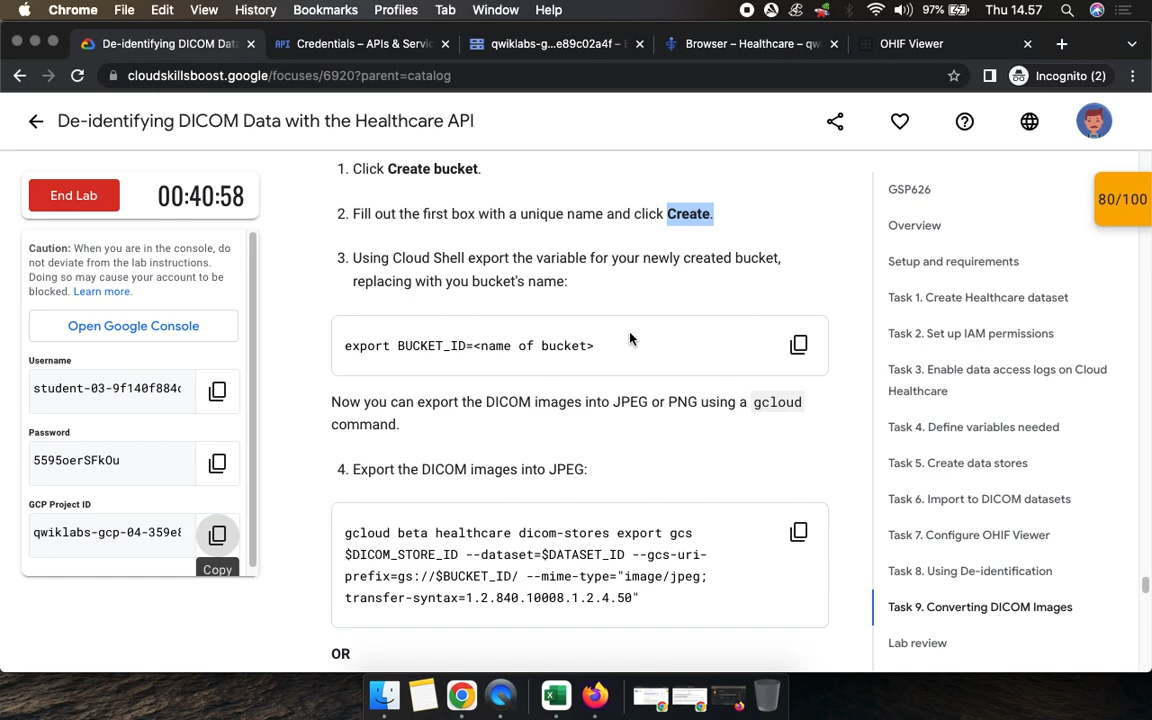 Chrome File Edit View History Bookmarks Profiles Tab Window Help 97% Thu 14.57
De-identifying DICOM Data API Credentials – APIs & Servic qwiklabs-g...e89c02a4f – Browser – Healthcare – qwi OHIF Viewer
cloudskillsboost.google/focuses/6920?parent=catalog Incognito (2)
De-identifying DICOM Data with the Healthcare API
End Lab 00:40:58
Caution: When you are in the console, do
not deviate from the lab instructions.
Doing so may cause your account to be
blocked. Learn more.
Open Google Console
Username
student-03-9f140f884c
Password
5595oerSFkOu
GCP Project ID
qwiklabs-gcp-04-359e8
Copy
1. Click Create bucket.
2. Fill out the first box with a unique name and click Create.
3. Using Cloud Shell export the variable for your newly created bucket,
replacing with you bucket's name:
export BUCKET_ID=<name of bucket>
Now you can export the DICOM images into JPEG or PNG using a gcloud
command.
4. Export the DICOM images into JPEG:
gcloud beta healthcare dicom-stores export gcs
$DICOM_STORE_ID --dataset=$DATASET_ID --gcs-uri-
prefix=gs://$BUCKET_ID/ --mime-type="image/jpeg;
transfer-syntax=1.2.840.10008.1.2.4.50"
OR
80/100
GSP626
Overview
Setup and requirements
Task 1. Create Healthcare dataset
Task 2. Set up IAM permissions
Task 3. Enable data access logs on Cloud
Healthcare
Task 4. Define variables needed
Task 5. Create data stores
Task 6. Import to DICOM datasets
Task 7. Configure OHIF Viewer
Task 8. Using De-identification
Task 9. Converting DICOM Images
Lab review